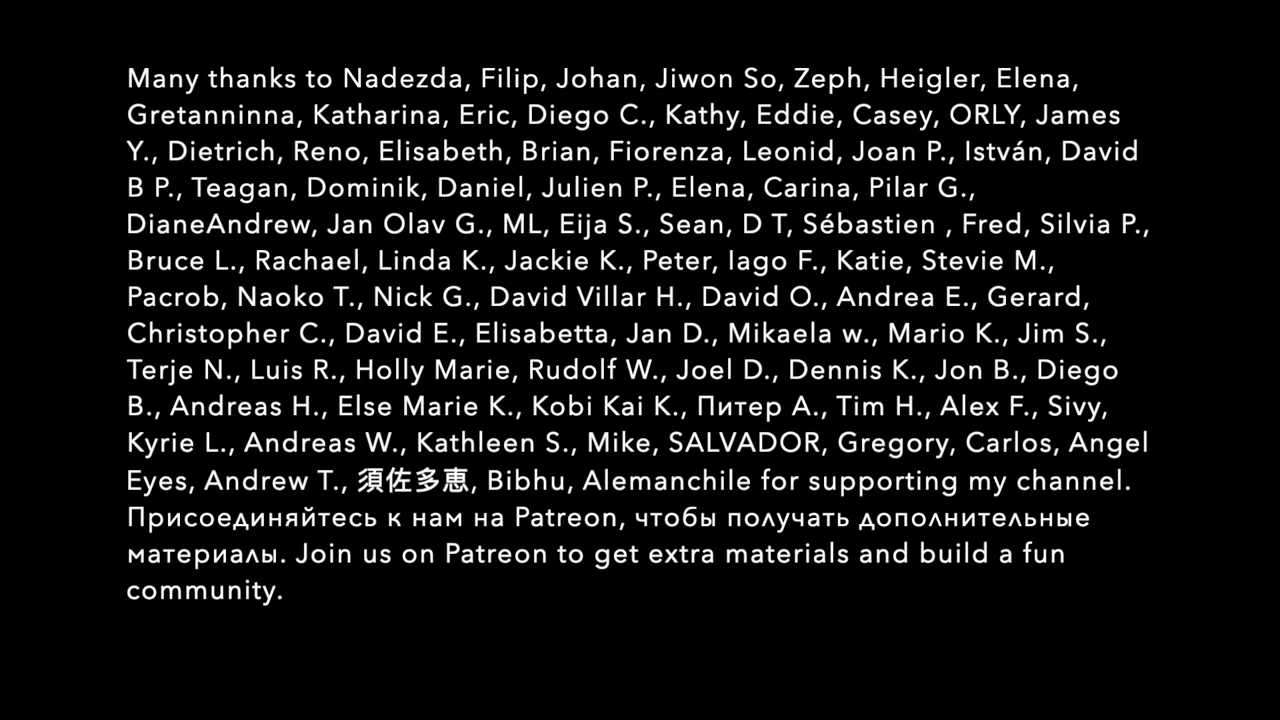 Many thanks to Nadezda, Filip, Johan, Jiwon So, Zeph, Heigler, Elena,
Gretanninna, Katharina, Eric, Diego C., Kathy, Eddie, Casey, ORLY, James
Y., Dietrich, Reno, Elisabeth, Brian, Fiorenza, Leonid, Joan P., István, David
B P., Teagan, Dominik, Daniel, Julien P., Elena, Carina, Pilar G.,
DianeAndrew, Jan Olav G., ML, Eija S., Sean, D T, Sébastien , Fred, Silvia P.,
Bruce L., Rachael, Linda K., Jackie K., Peter, Iago F., Katie, Stevie M.,
Pacrob, Naoko T., Nick G., David Villar H., David O., Andrea E., Gerard,
Christopher C., David E., Elisabetta, Jan D., Mikaela w., Mario K., Jim S.,
Terje N., Luis R., Holly Marie, Rudolf W., Joel D., Dennis K., Jon B., Diego
B., Andreas H., Else Marie K., Kobi Kai K., Питер А., Tim H., Alex F., Sivy,
Kyrie L., Andreas W., Kathleen S., Mike, SALVADOR, Gregory, Carlos, Angel
Eyes, Andrew T., 須佐多恵, Bibhu, Alemanchile for supporting my channel.
Присоединяйтесь к нам на Patreon, чтобы получать дополнительные
материалы. Join us on Patreon to get extra materials and build a fun
community.